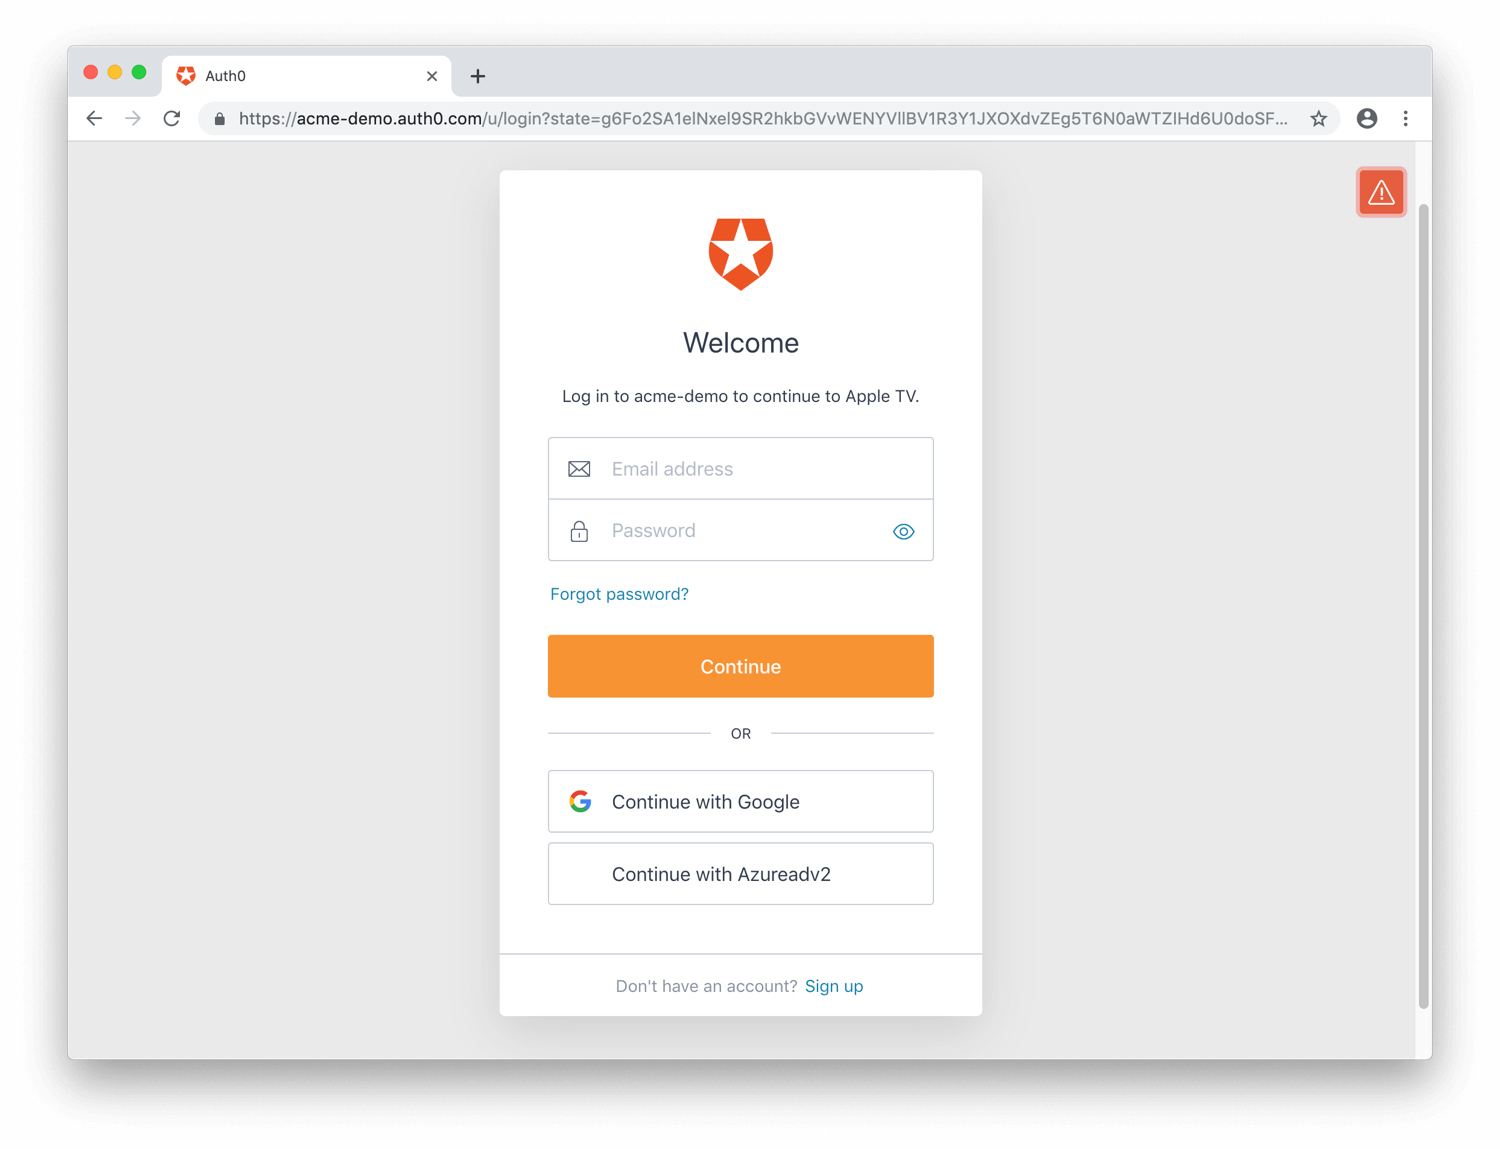 Auth0
https://acme-demo.auth0.com/u/login?state=g6Fo2SA1elNxel9SR2hkbGVvWENYVllBV1R3Y1JXOXdvZEg5T6N0aWTZIHd6U0doSF...
Welcome
Log in to acme-demo to continue to Apple TV.
Email address
Password
Forgot password?
Continue
OR
Continue with Google
Continue with Azureadv2
Don't have an account? Sign up